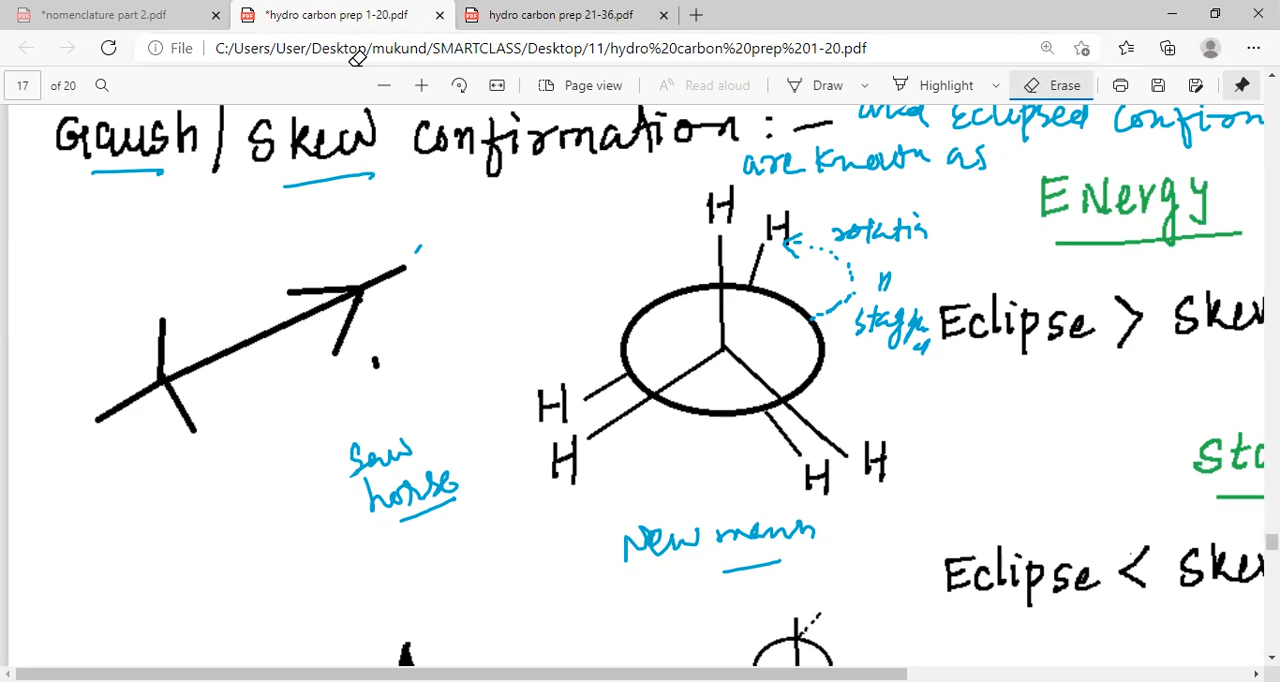 *nomenclature part 2.pdf
*hydro carbon prep 1-20.pdf
hydro carbon prep 21-36.pdf
File
C:/Users/User/Desktop/mukund/SMARTCLASS/Desktop/11/hydro%20carbon%20prep%201-20.pdf
17 of 20
Page view
Read aloud
Draw
Highlight
Erase
and Eclipsed confirm
Gaush / Skew confirmation : –
are known as
Energy
H
H
rotation
Eclipse > Skew
H
H
H
H
Saw
horse
New mann
Sta
Eclipse < Skew